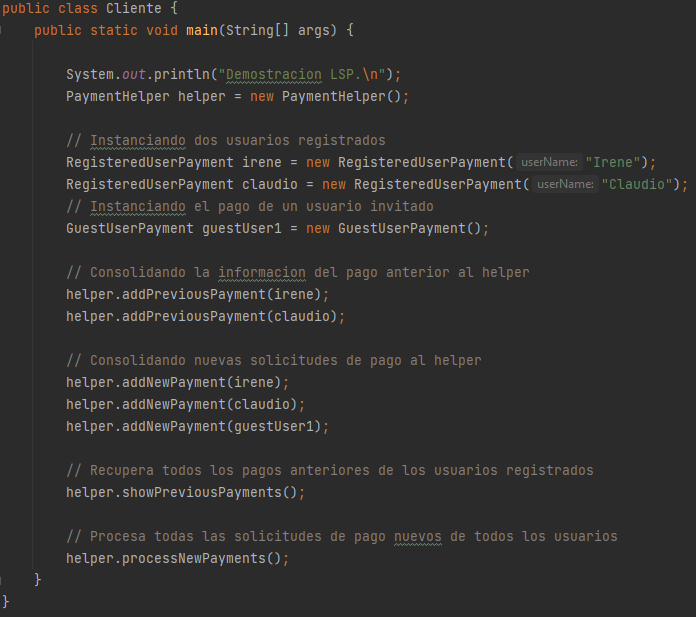 public class Cliente {
    public static void main(String[] args) {
        System.out.println("Demostracion LSP.\n");
        PaymentHelper helper = new PaymentHelper();
        // Instanciando dos usuarios registrados
        RegisteredUserPayment irene = new RegisteredUserPayment( userName: "Irene");
        RegisteredUserPayment claudio = new RegisteredUserPayment( userName: "Claudio");
        // Instanciando el pago de un usuario invitado
        GuestUserPayment guestUser1 = new GuestUserPayment();
        // Consolidando la informacion del pago anterior al helper
        helper.addPreviousPayment(irene);
        helper.addPreviousPayment(claudio);
        // Consolidando nuevas solicitudes de pago al helper
        helper.addNewPayment(irene);
        helper.addNewPayment(claudio);
        helper.addNewPayment(guestUser1);
        // Recupera todos los pagos anteriores de los usuarios registrados
        helper.showPreviousPayments();
        // Procesa todas las solicitudes de pago nuevos de todos los usuarios
        helper.processNewPayments();
    }
}